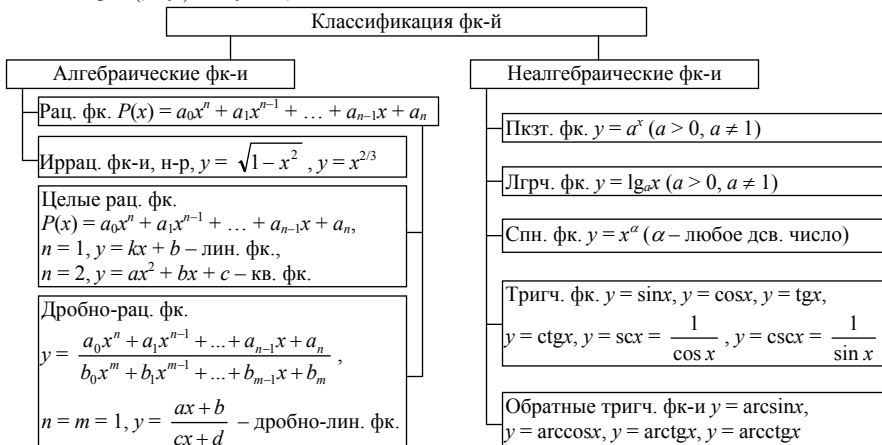 Классификация фк-й
Алгебраические фк-и
Рац. фк. P(x) = a₀xⁿ + a₁xⁿ⁻¹ + … + aₙ₋₁x + aₙ
Иррац. фк-и, н-р, y = √(1 – x²) , y = x^(2/3)
Целые рац. фк.
P(x) = a₀xⁿ + a₁xⁿ⁻¹ + … + aₙ₋₁x + aₙ,
n = 1, y = kx + b – лин. фк.,
n = 2, y = ax² + bx + c – кв. фк.
Дробно-рац. фк.
y = (a₀xⁿ + a₁xⁿ⁻¹ + ... + aₙ₋₁x + aₙ) / (b₀xᵐ + b₁xᵐ⁻¹ + ... + bₘ₋₁x + bₘ) ,
n = m = 1, y = (ax + b) / (cx + d) – дробно-лин. фк.
Неалгебраические фк-и
Пкзт. фк. y = aˣ (a > 0, a ≠ 1)
Лгрч. фк. y = lgₐx (a > 0, a ≠ 1)
Спн. фк. y = x^α (α – любое дсв. число)
Тригч. фк. y = sinx, y = cosx, y = tgx,
y = ctgx, y = scx = 1 / cos x , y = cscx = 1 / sin x
Обратные тригч. фк-и y = arcsinx,
y = arccosx, y = arctgx, y = arcctgx